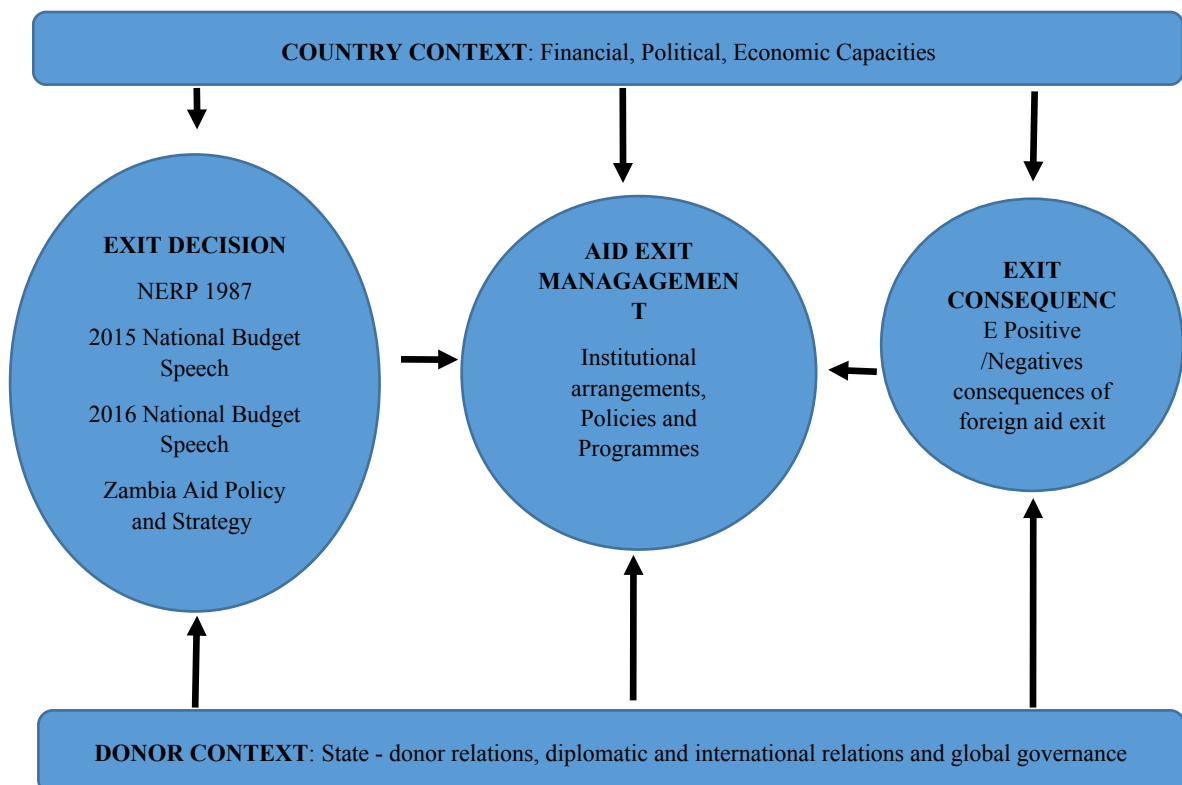 COUNTRY CONTEXT: Financial, Political, Economic Capacities
EXIT DECISION
NERP 1987
2015 National Budget
Speech
2016 National Budget
Speech
Zambia Aid Policy
and Strategy
AID EXIT
MANAGAGEMEN
T
Institutional
arrangements,
Policies and
Programmes
EXIT
CONSEQUENC
E Positive
/Negatives
consequences of
foreign aid exit
DONOR CONTEXT: State - donor relations, diplomatic and international relations and global governance